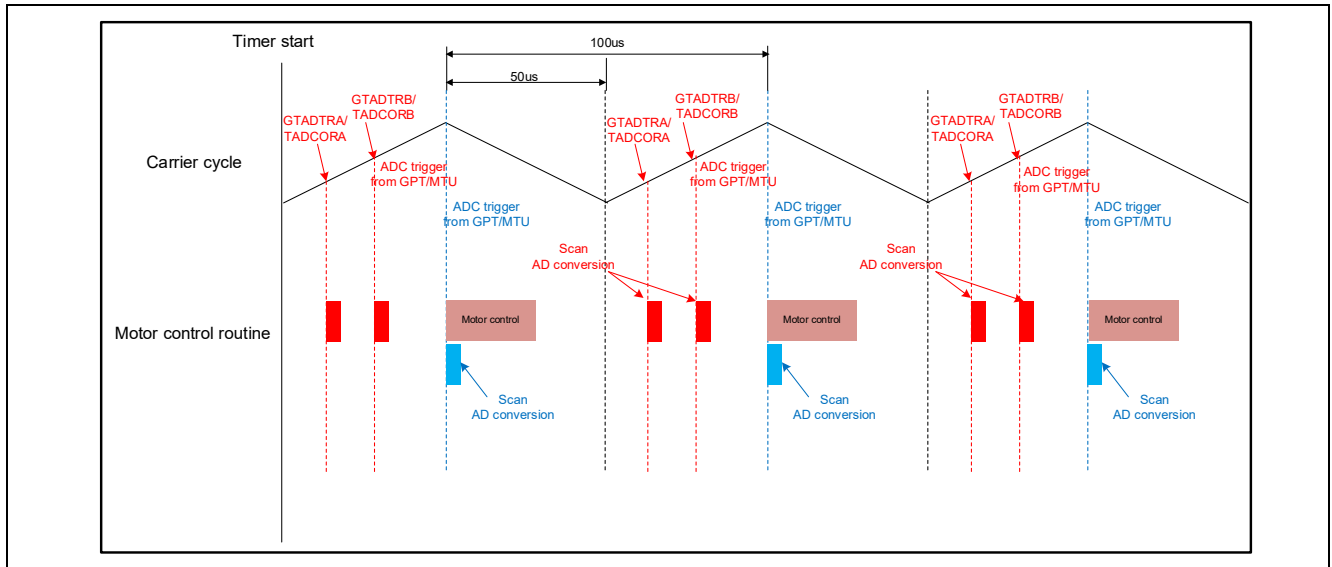 Timer start
100us
50us
GTADTRA/
TADCORA
GTADTRB/
TADCORB
GTADTRA/
TADCORA
GTADTRB/
TADCORB
GTADTRA/
TADCORA
GTADTRB/
TADCORB
Carrier cycle
ADC trigger
from GPT/MTU
ADC trigger
from GPT/MTU
ADC trigger
from GPT/MTU
ADC trigger
from GPT/MTU
ADC trigger
from GPT/MTU
ADC trigger
from GPT/MTU
Scan
AD conversion
Scan
AD conversion
Motor control routine
Motor control
Motor control
Motor control
Scan
AD conversion
Scan
AD conversion
Scan
AD conversion